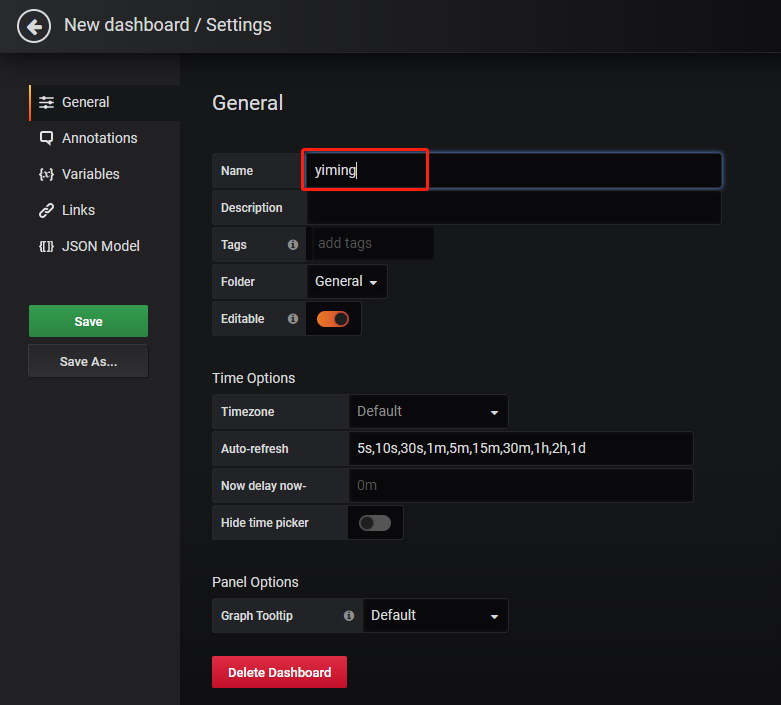 New dashboard / Settings
General
Annotations
Variables
Links
JSON Model
Save
Save As...
General
Name yiming
Description
Tags add tags
Folder General
Editable
Time Options
Timezone Default
Auto-refresh 5s,10s,30s,1m,5m,15m,30m,1h,2h,1d
Now delay now- 0m
Hide time picker
Panel Options
Graph Tooltip Default
Delete Dashboard